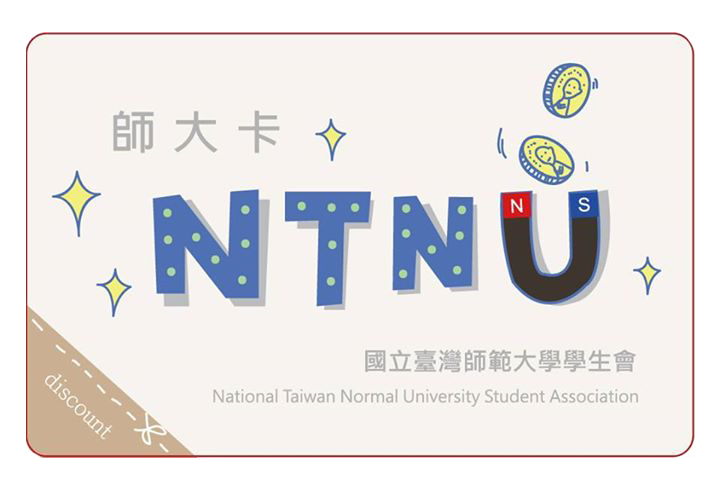 師大卡
NTNU
N S
國立臺灣師範大學學生會
National Taiwan Normal University Student Association
discount